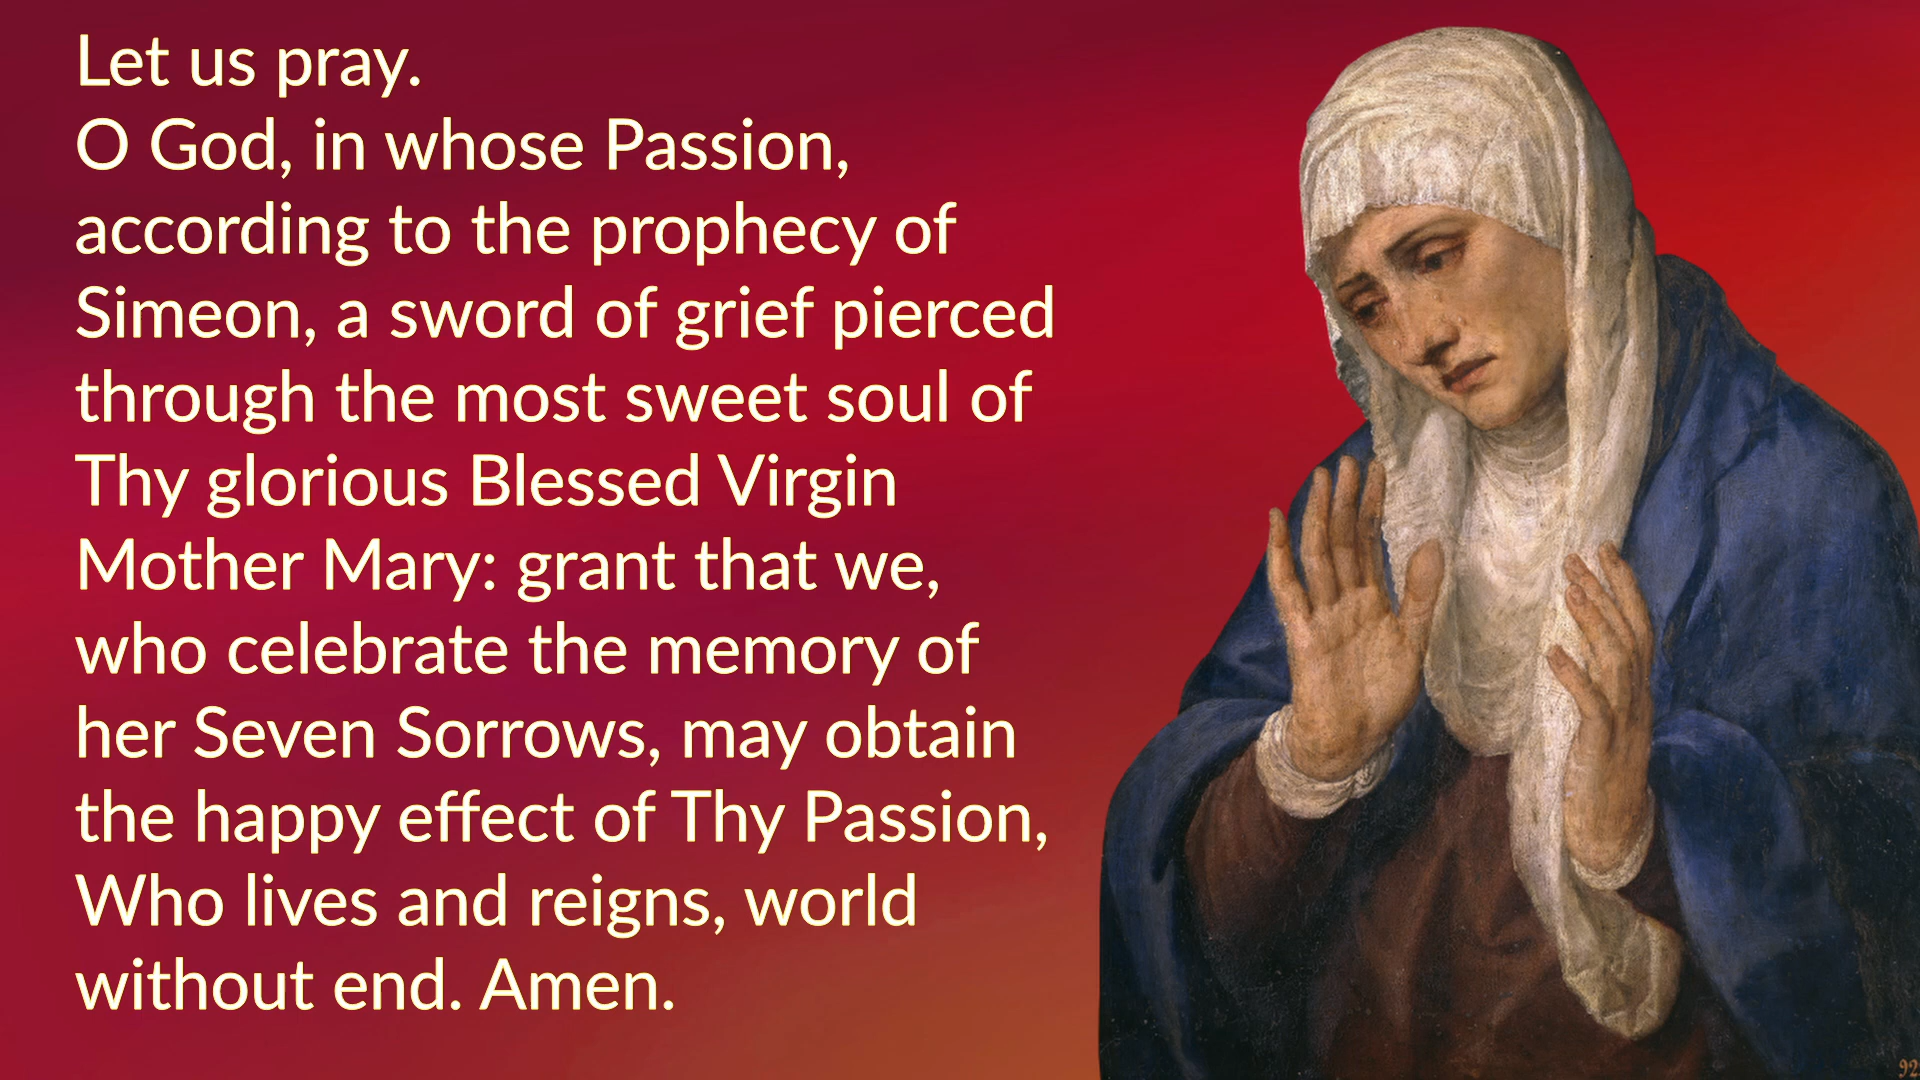 Let us pray.
O God, in whose Passion,
according to the prophecy of
Simeon, a sword of grief pierced
through the most sweet soul of
Thy glorious Blessed Virgin
Mother Mary: grant that we,
who celebrate the memory of
her Seven Sorrows, may obtain
the happy effect of Thy Passion,
Who lives and reigns, world
without end. Amen.
92